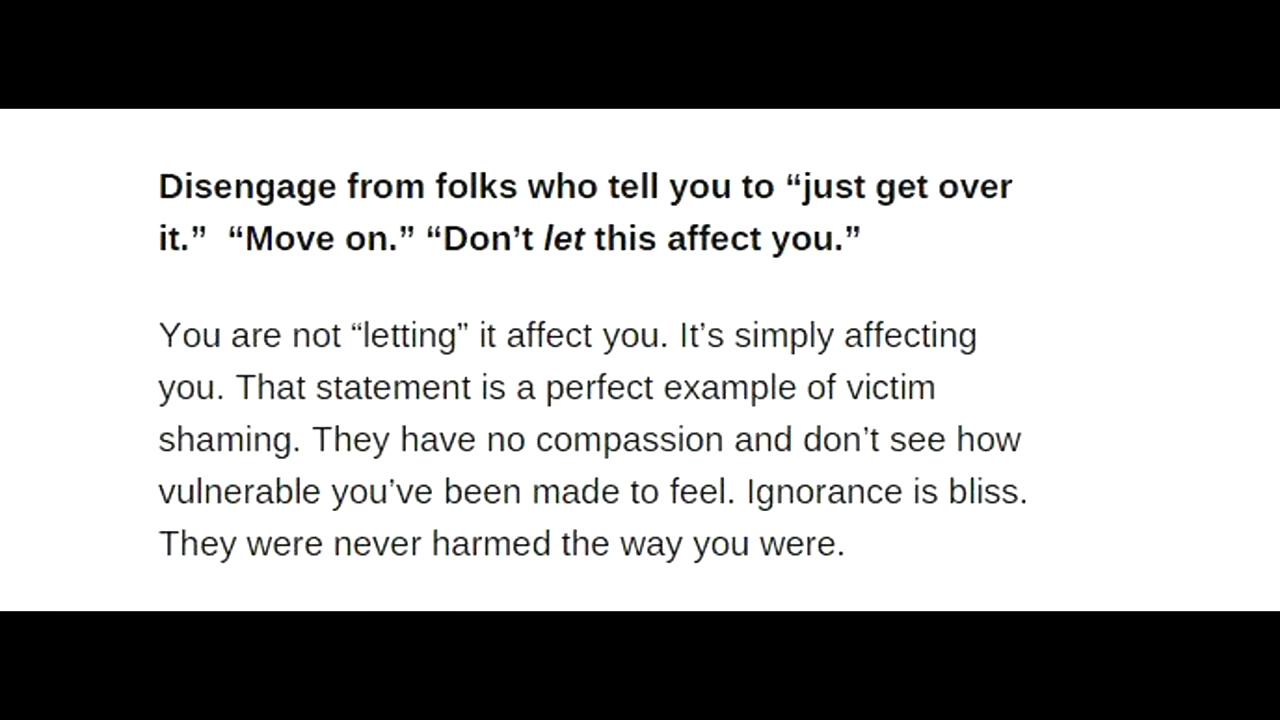 Disengage from folks who tell you to “just get over
it.”  “Move on.” “Don’t let this affect you.”
You are not “letting” it affect you. It’s simply affecting
you. That statement is a perfect example of victim
shaming. They have no compassion and don’t see how
vulnerable you’ve been made to feel. Ignorance is bliss.
They were never harmed the way you were.